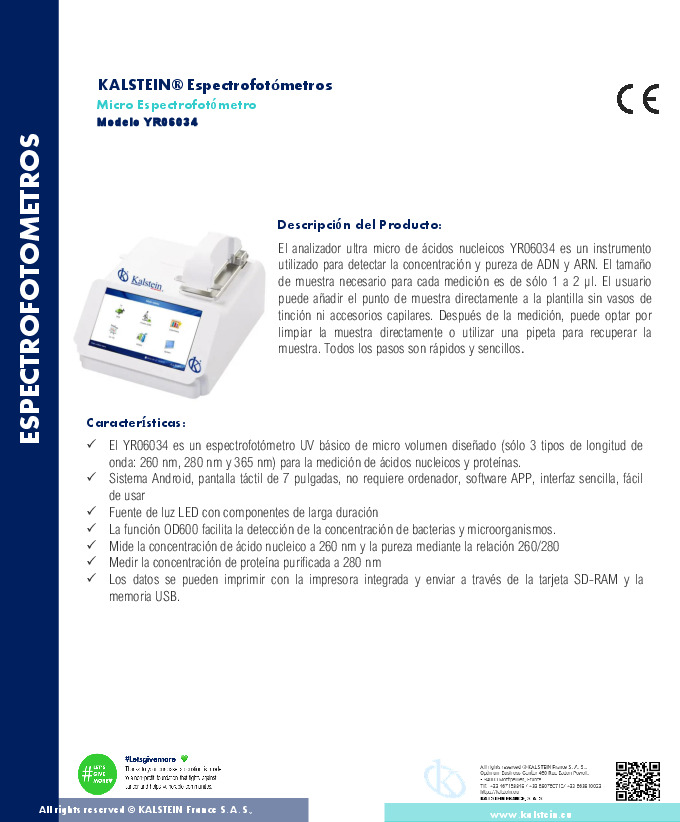 KALSTEIN® Espectrofotómetros
Micro Espectrofotómetro
Modelo YR06034
CE
ESPECTROFOTOMETROS
Descripción del Producto:
El analizador ultra micro de ácidos nucleicos YR06034 es un instrumento
utilizado para detectar la concentración y pureza de ADN y ARN. El tamaño
de muestra necesario para cada medición es de sólo 1 a 2 µl. El usuario
puede añadir el punto de muestra directamente a la plantilla sin vasos de
tinción ni accesorios capilares. Después de la medición, puede optar por
limpiar la muestra directamente o utilizar una pipeta para recuperar la
muestra. Todos los pasos son rápidos y sencillos.
Kalstein
Características:
✓ El YR06034 es un espectrofotómetro UV básico de micro volumen diseñado (sólo 3 tipos de longitud de
onda: 260 nm, 280 nm y 365 nm) para la medición de ácidos nucleicos y proteínas.
✓ Sistema Android, pantalla táctil de 7 pulgadas, no requiere ordenador, software APP, interfaz sencilla, fácil
de usar
✓ Fuente de luz LED con componentes de larga duración
✓ La función OD600 facilita la detección de la concentración de bacterias y microorganismos.
✓ Mide la concentración de ácido nucleico a 260 nm y la pureza mediante la relación 260/280
✓ Medir la concentración de proteína purificada a 280 nm
✓ Los datos se pueden imprimir con la impresora integrada y enviar a través de la tarjeta SD-RAM y la
memoria USB.
#Letsgivemore
# LET'S
GIVE
MORE
All rights reserved © KALSTEIN France S. A. S.,
KALSTEIN FRANCE, S. A. S
All rights reserved © KALSTEIN France S. A. S.,
www.kalstein.eu